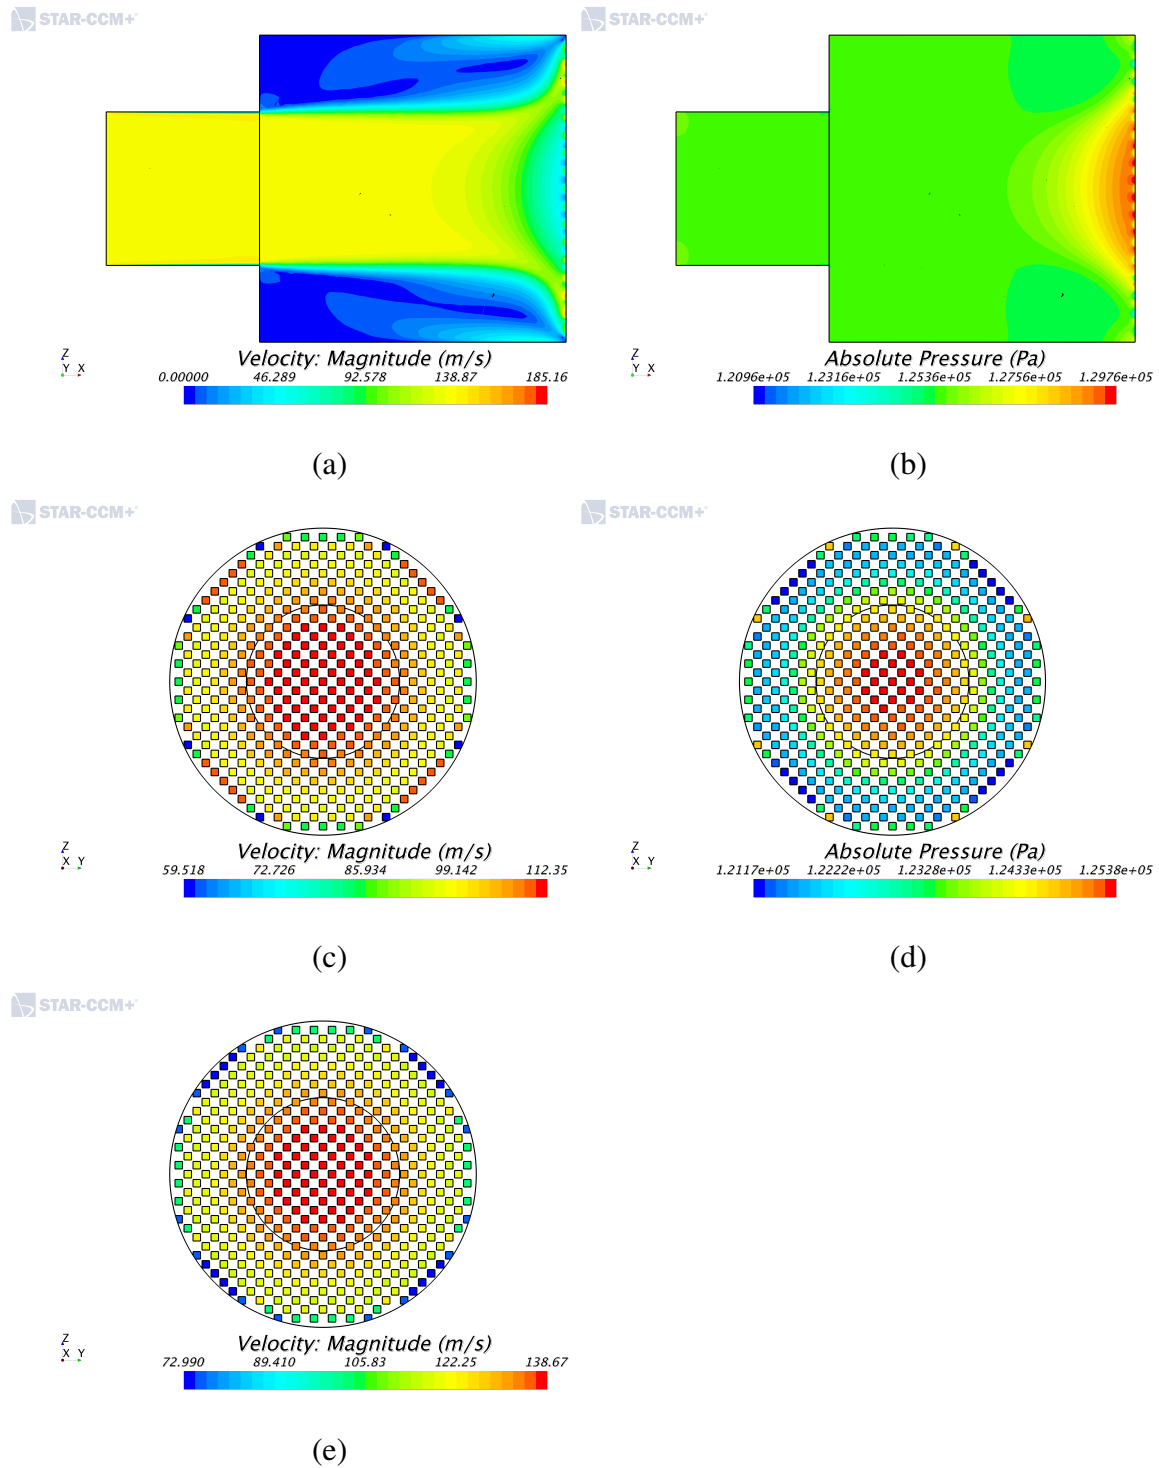 STAR-CCM+
STAR-CCM+
Z
Y X
Velocity: Magnitude (m/s)
0.00000 46.289 92.578 138.87 185.16
Z
Y X
Absolute Pressure (Pa)
1.2096e+05 1.2316e+05 1.2536e+05 1.2756e+05 1.2976e+05
(a)
(b)
STAR-CCM+
STAR-CCM+
Z
X Y
Velocity: Magnitude (m/s)
59.518 72.726 85.934 99.142 112.35
Z
X Y
Absolute Pressure (Pa)
1.2117e+05 1.2222e+05 1.2328e+05 1.2433e+05 1.2538e+05
(c)
(d)
STAR-CCM+
Z
X Y
Velocity: Magnitude (m/s)
72.990 89.410 105.83 122.25 138.67
(e)